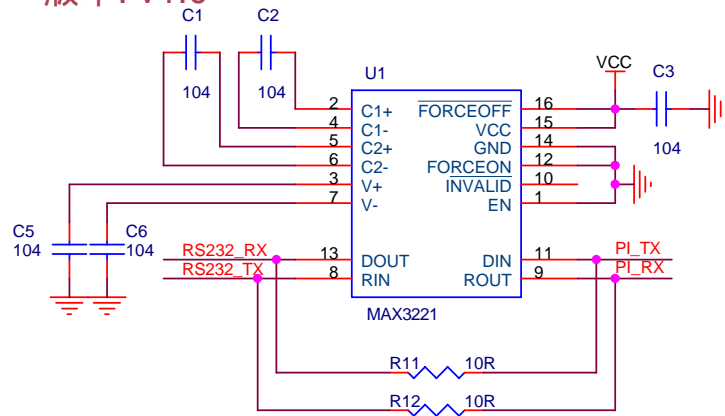 C1
C2
104
104
U1
VCC
C3
104
2
4
5
6
3
7
13
8
C1+
C1-
C2+
C2-
V+
V-
DOUT
RIN
FORCEOFF
VCC
GND
FORCEON
INVALID
EN
DIN
ROUT
16
15
14
12
10
1
11
9
C5
104
C6
104
RS232_RX
RS232_TX
PI_TX
PI_RX
MAX3221
R11
10R
R12
10R